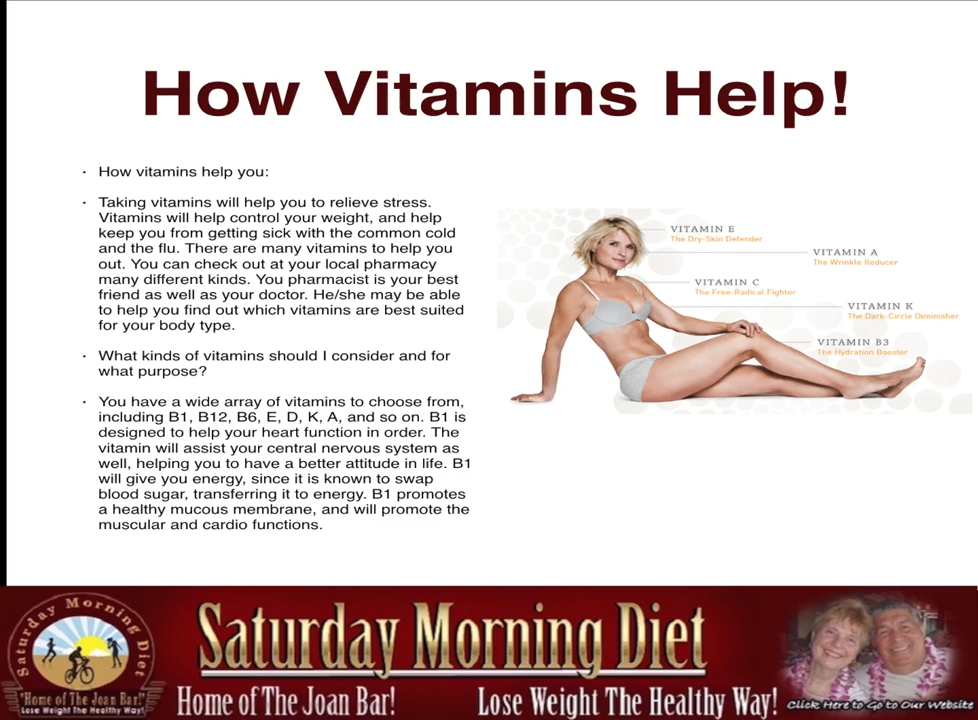 How Vitamins Help!
· How vitamins help you:
· Taking vitamins will help you to relieve stress.
Vitamins will help control your weight, and help
keep you from getting sick with the common cold
and the flu. There are many vitamins to help you
out. You can check out at your local pharmacy
many different kinds. You pharmacist is your best
friend as well as your doctor. He/she may be able
to help you find out which vitamins are best suited
for your body type.
· What kinds of vitamins should I consider and for
what purpose?
· You have a wide array of vitamins to choose from,
including B1, B12, B6, E, D, K, A, and so on. B1 is
designed to help your heart function in order. The
vitamin will assist your central nervous system as
well, helping you to have a better attitude in life. B1
will give you energy, since it is known to swap
blood sugar, transferring it to energy. B1 promotes
a healthy mucous membrane, and will promote the
muscular and cardio functions.
VITAMIN E
The Dry-Skin Defender
VITAMIN A
The Wrinkle Reducer
VITAMIN C
The Free-Radical Fighter
VITAMIN K
The Dark-Circle Diminisher
VITAMIN B3
The Hydration Booster
Saturday Morning Diet
"Home of The Joan Bar!"
Lose Weight The Healthy Way!
Saturday Morning Diet
Home of The Joan Bar!
Lose Weight The Healthy Way!
Click Here to Go to Our Website